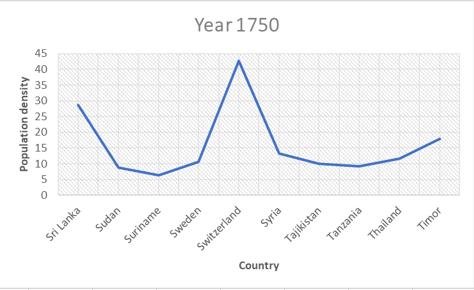 Year 1750
Population density
45
40
35
30
25
20
15
10
5
0
Sri Lanka
Sudan
Suriname
Sweden
Switzerland
Syria
Tajikistan
Tanzania
Thailand
Timor
Country